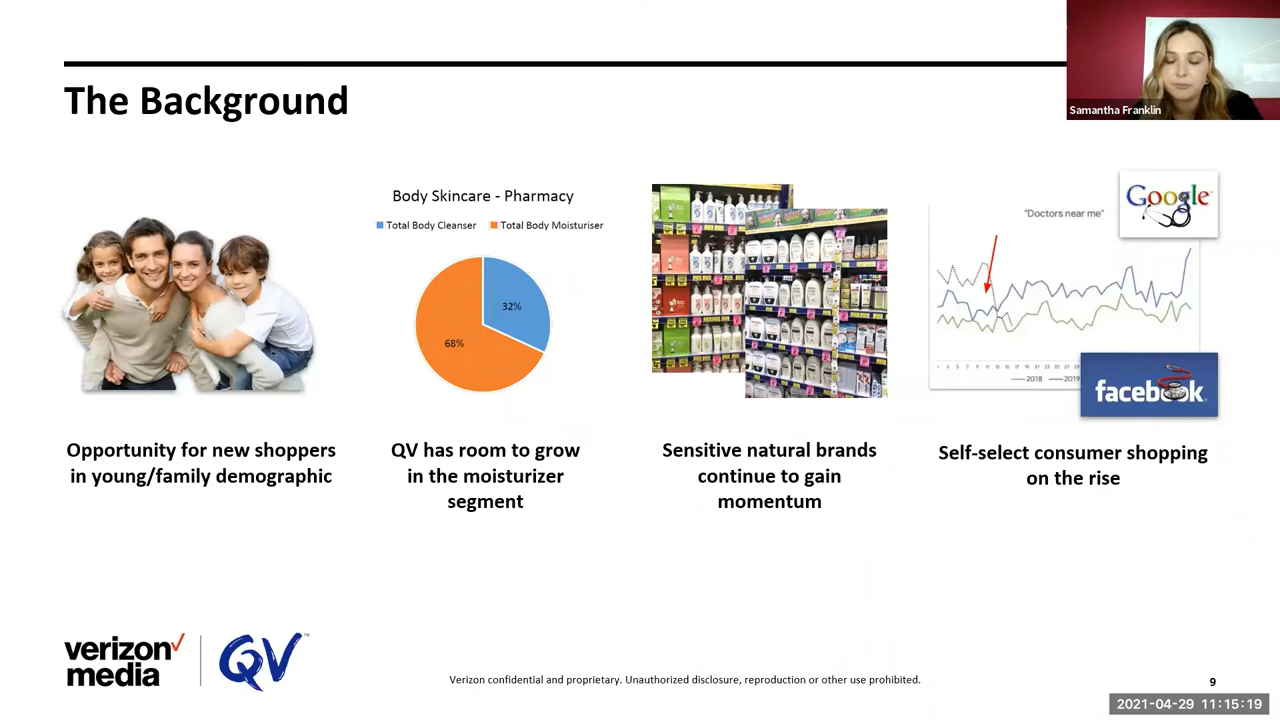 Samantha Franklin
The Background
Body Skincare - Pharmacy
Total Body Cleanser Total Body Moisturiser
32%
68%
"Doctors near me"
Google
2018 2019
facebook
Opportunity for new shoppers
in young/family demographic
QV has room to grow
in the moisturizer
segment
Sensitive natural brands
continue to gain
momentum
Self-select consumer shopping
on the rise
verizon
media
QV™
Verizon confidential and proprietary. Unauthorized disclosure, reproduction or other use prohibited.
9
2021-04-29 11:15:19